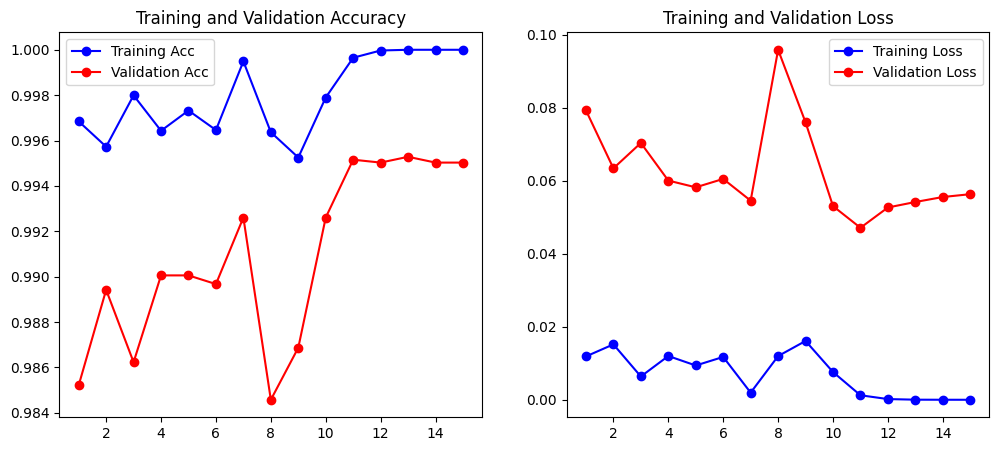 Training and Validation Accuracy
Training Acc
Validation Acc
1.000
0.998
0.996
0.994
0.992
0.990
0.988
0.986
0.984
2 4 6 8 10 12 14
Training and Validation Loss
Training Loss
Validation Loss
0.10
0.08
0.06
0.04
0.02
0.00
2 4 6 8 10 12 14